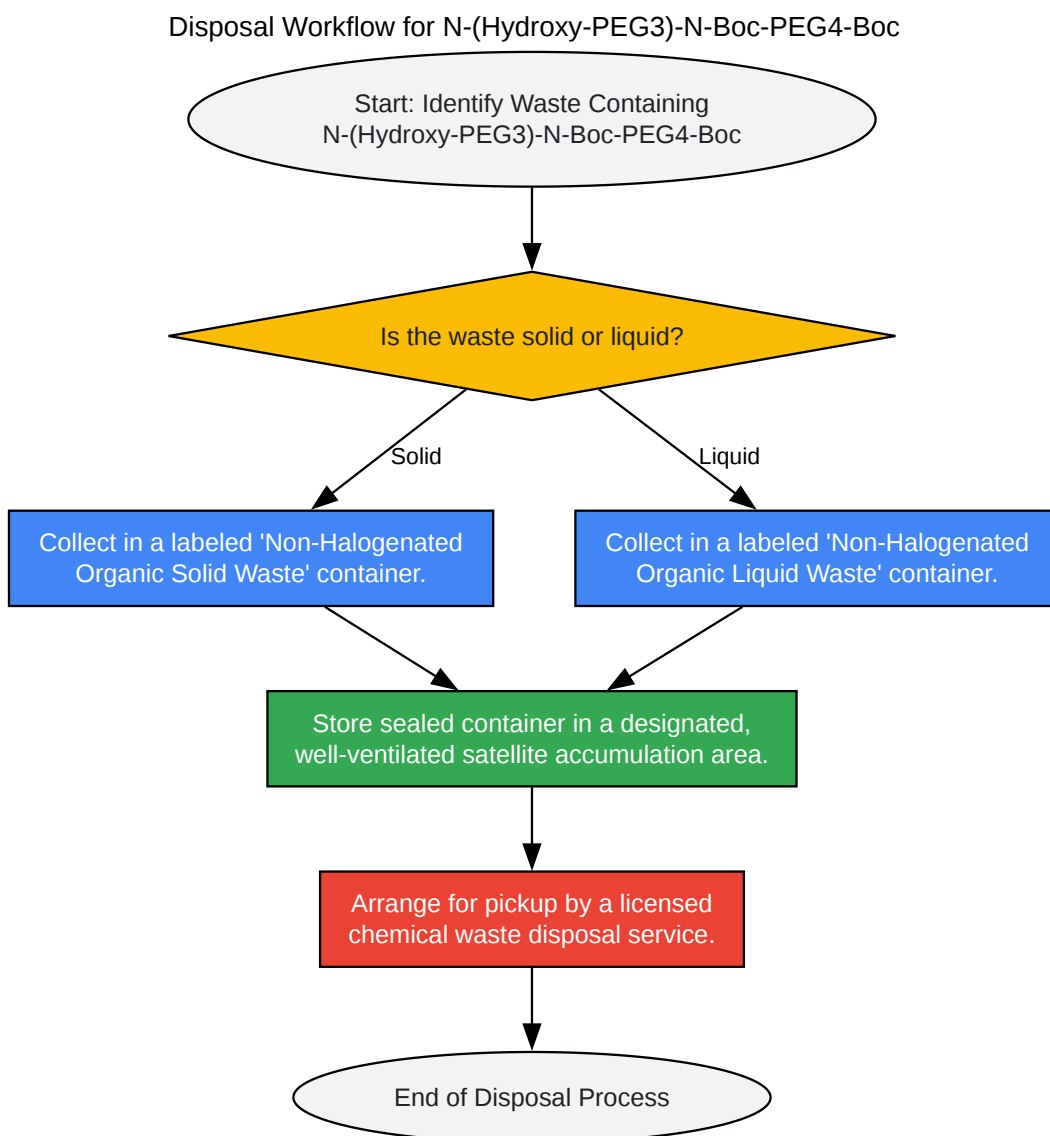 Disposal Workflow for N-(Hydroxy-PEG3)-N-Boc-PEG4-Boc
Start: Identify Waste Containing
N-(Hydroxy-PEG3)-N-Boc-PEG4-Boc
Is the waste solid or liquid?
Solid
Liquid
Collect in a labeled 'Non-Halogenated
Organic Solid Waste' container.
Collect in a labeled 'Non-Halogenated
Organic Liquid Waste' container.
Store sealed container in a designated,
well-ventilated satellite accumulation area.
Arrange for pickup by a licensed
chemical waste disposal service.
End of Disposal Process